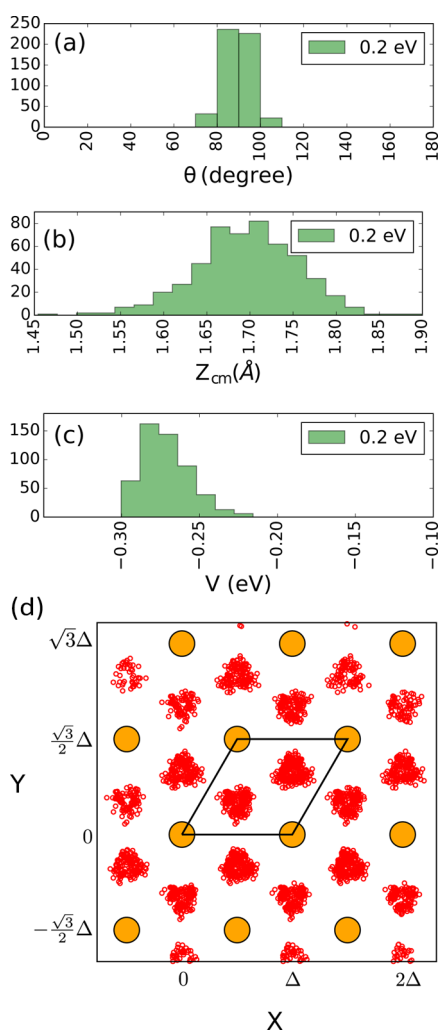 (a)
0.2 eV
250
200
150
100
50
0
0 20 40 60 80 100 120 140 160 180
θ (degree)
(b)
0.2 eV
80
60
40
20
0
1.45 1.50 1.55 1.60 1.65 1.70 1.75 1.80 1.85 1.90
Z_cm(Å)
(c)
0.2 eV
150
100
50
0
−0.30 −0.25 −0.20 −0.15 −0.10
V (eV)
(d)
√3Δ
√3/2 Δ
Y
0
−√3/2 Δ
0 Δ 2Δ
X